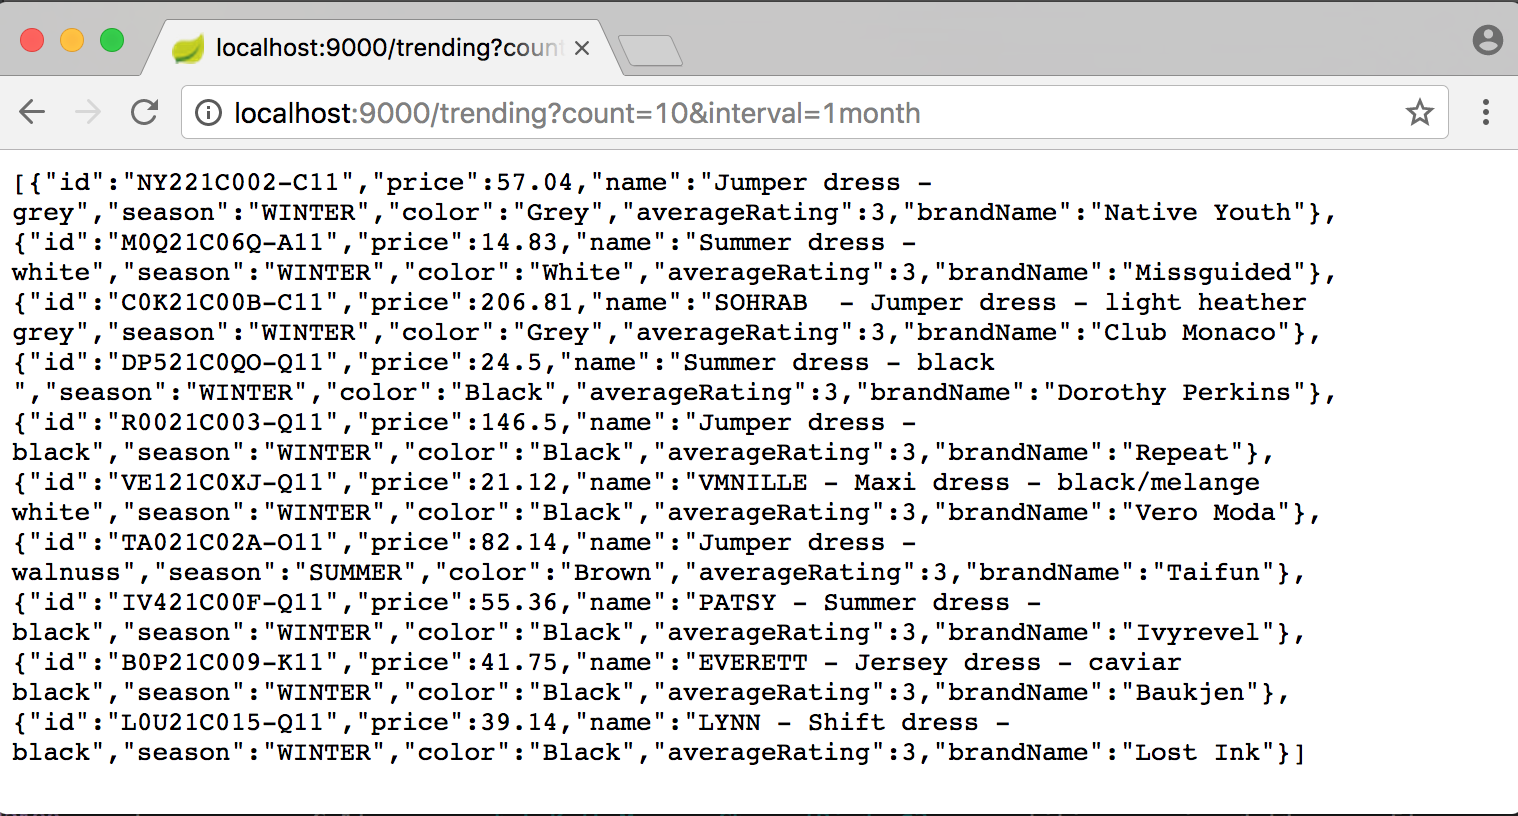 localhost:9000/trending?coun
localhost:9000/trending?count=10&interval=1month
[{"id":"NY221C002-C11","price":57.04,"name":"Jumper dress -
grey","season":"WINTER","color":"Grey","averageRating":3,"brandName":"Native Youth"},
{"id":"M0Q21C06Q-A11","price":14.83,"name":"Summer dress -
white","season":"WINTER","color":"White","averageRating":3,"brandName":"Missguided"},
{"id":"C0K21C00B-C11","price":206.81,"name":"SOHRAB  - Jumper dress - light heather
grey","season":"WINTER","color":"Grey","averageRating":3,"brandName":"Club Monaco"},
{"id":"DP521C0QO-Q11","price":24.5,"name":"Summer dress - black
","season":"WINTER","color":"Black","averageRating":3,"brandName":"Dorothy Perkins"},
{"id":"R0021C003-Q11","price":146.5,"name":"Jumper dress -
black","season":"WINTER","color":"Black","averageRating":3,"brandName":"Repeat"},
{"id":"VE121C0XJ-Q11","price":21.12,"name":"VMNILLE - Maxi dress - black/melange
white","season":"WINTER","color":"Black","averageRating":3,"brandName":"Vero Moda"},
{"id":"TA021C02A-O11","price":82.14,"name":"Jumper dress -
walnuss","season":"SUMMER","color":"Brown","averageRating":3,"brandName":"Taifun"},
{"id":"IV421C00F-Q11","price":55.36,"name":"PATSY - Summer dress -
black","season":"WINTER","color":"Black","averageRating":3,"brandName":"Ivyrevel"},
{"id":"B0P21C009-K11","price":41.75,"name":"EVERETT - Jersey dress - caviar
black","season":"WINTER","color":"Black","averageRating":3,"brandName":"Baukjen"},
{"id":"L0U21C015-Q11","price":39.14,"name":"LYNN - Shift dress -
black","season":"WINTER","color":"Black","averageRating":3,"brandName":"Lost Ink"}]